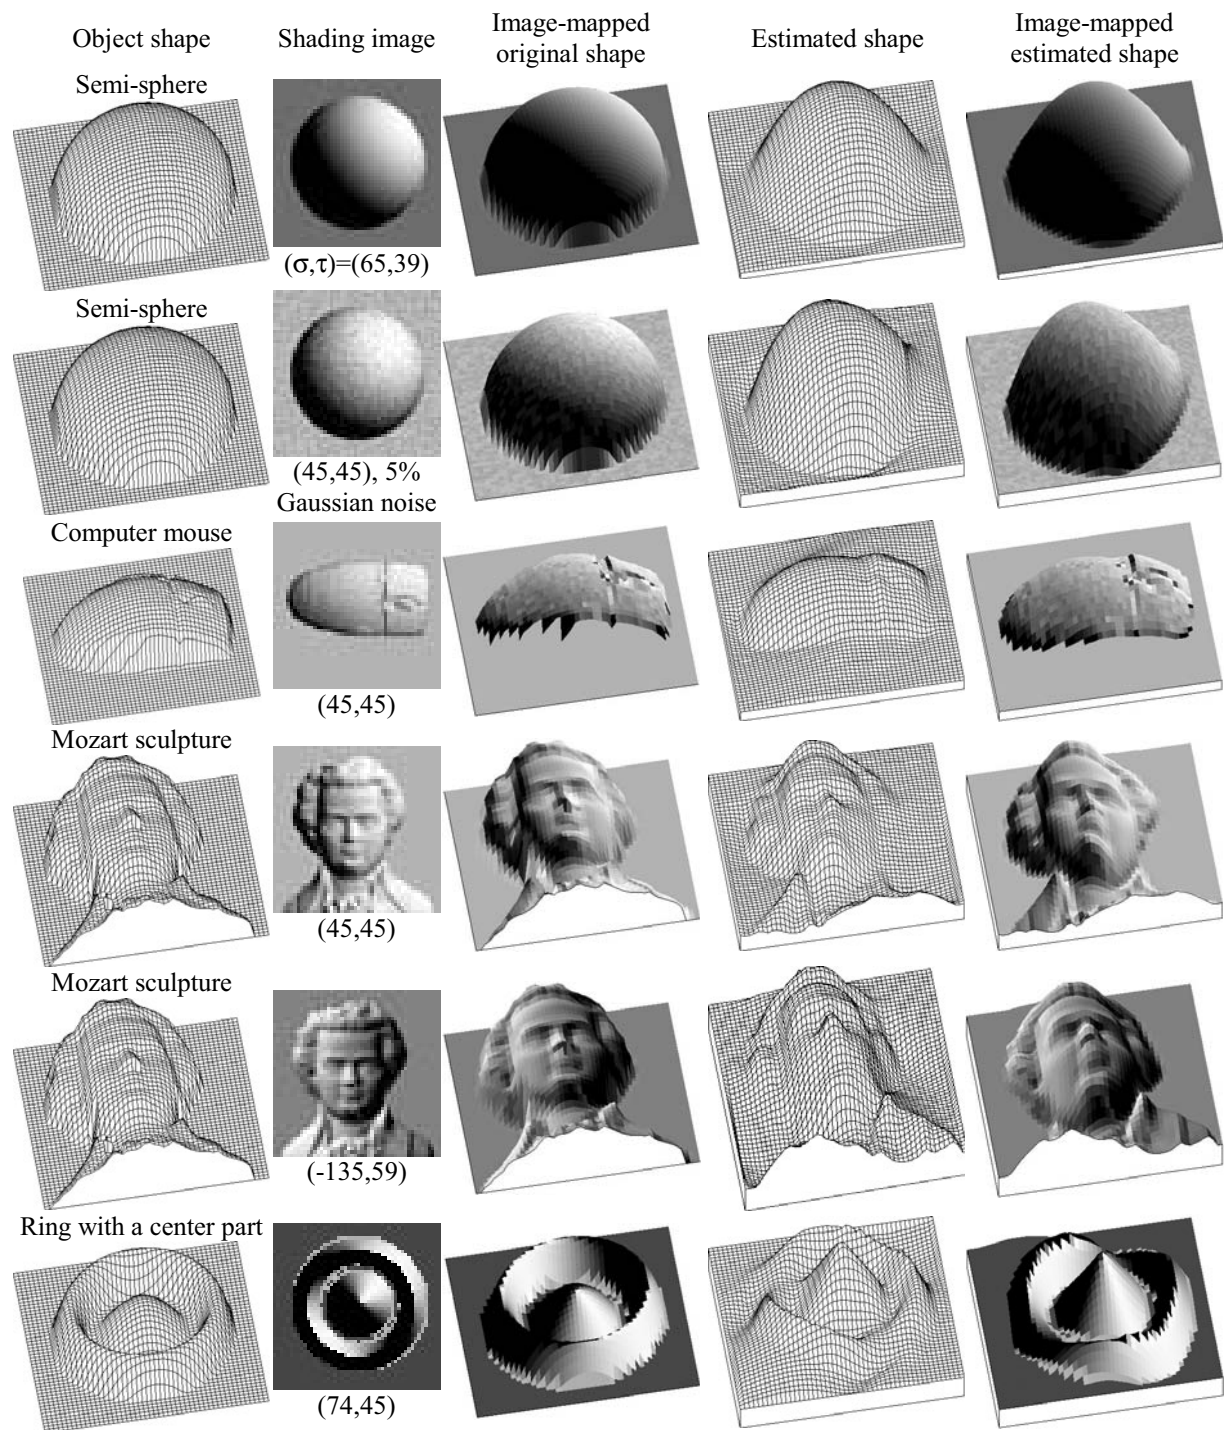 Object shape
Shading image
Image-mapped
original shape
Estimated shape
Image-mapped
estimated shape
Semi-sphere
(σ,τ)=(65,39)
Semi-sphere
(45,45), 5%
Gaussian noise
Computer mouse
(45,45)
Mozart sculpture
(45,45)
Mozart sculpture
(-135,59)
Ring with a center part
(74,45)